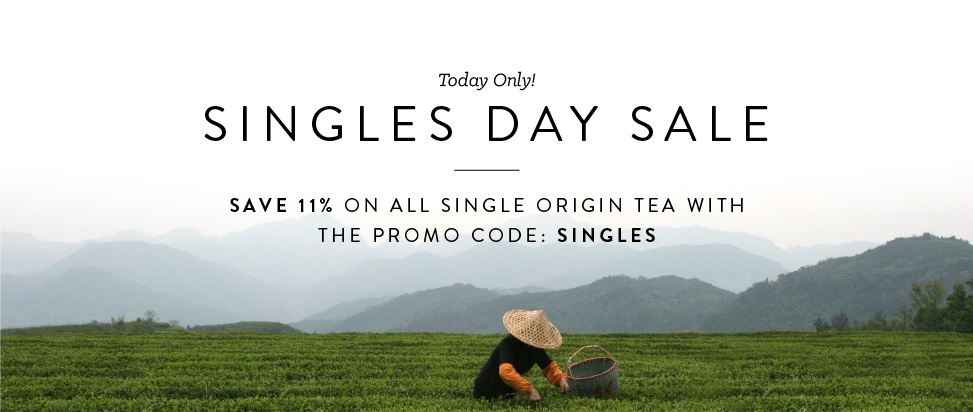 Today Only!
SINGLES DAY SALE
SAVE 11% ON ALL SINGLE ORIGIN TEA WITH
THE PROMO CODE: SINGLES